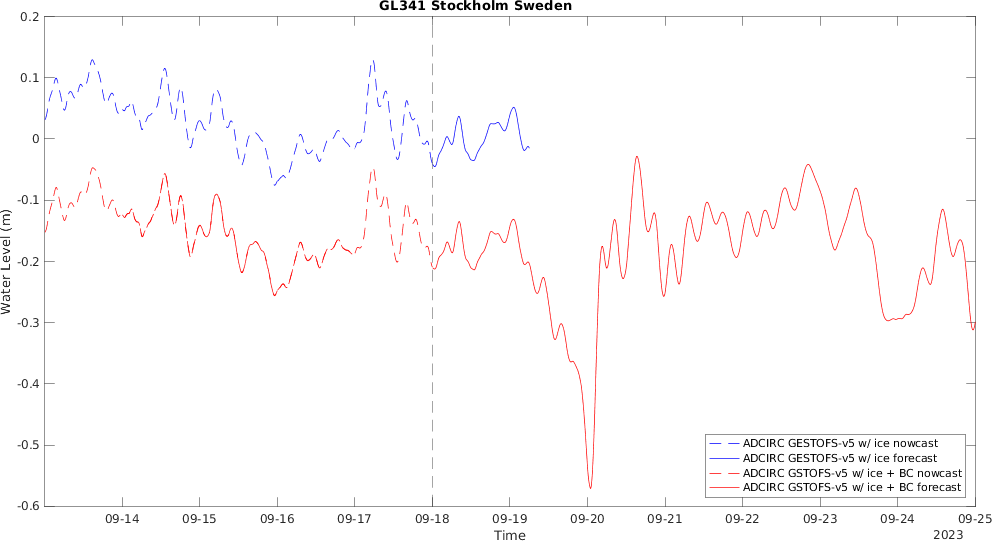 GL341 Stockholm Sweden
0.2
0.1
0
-0.1
-0.2
-0.3
-0.4
-0.5
-0.6
Water Level (m)
ADCIRC GESTOFS-v5 w/ ice nowcast
ADCIRC GESTOFS-v5 w/ ice forecast
ADCIRC GSTOFS-v5 w/ ice + BC nowcast
ADCIRC GSTOFS-v5 w/ ice + BC forecast
09-14 09-15 09-16 09-17 09-18 09-19 09-20 09-21 09-22 09-23 09-24 09-25
Time
2023